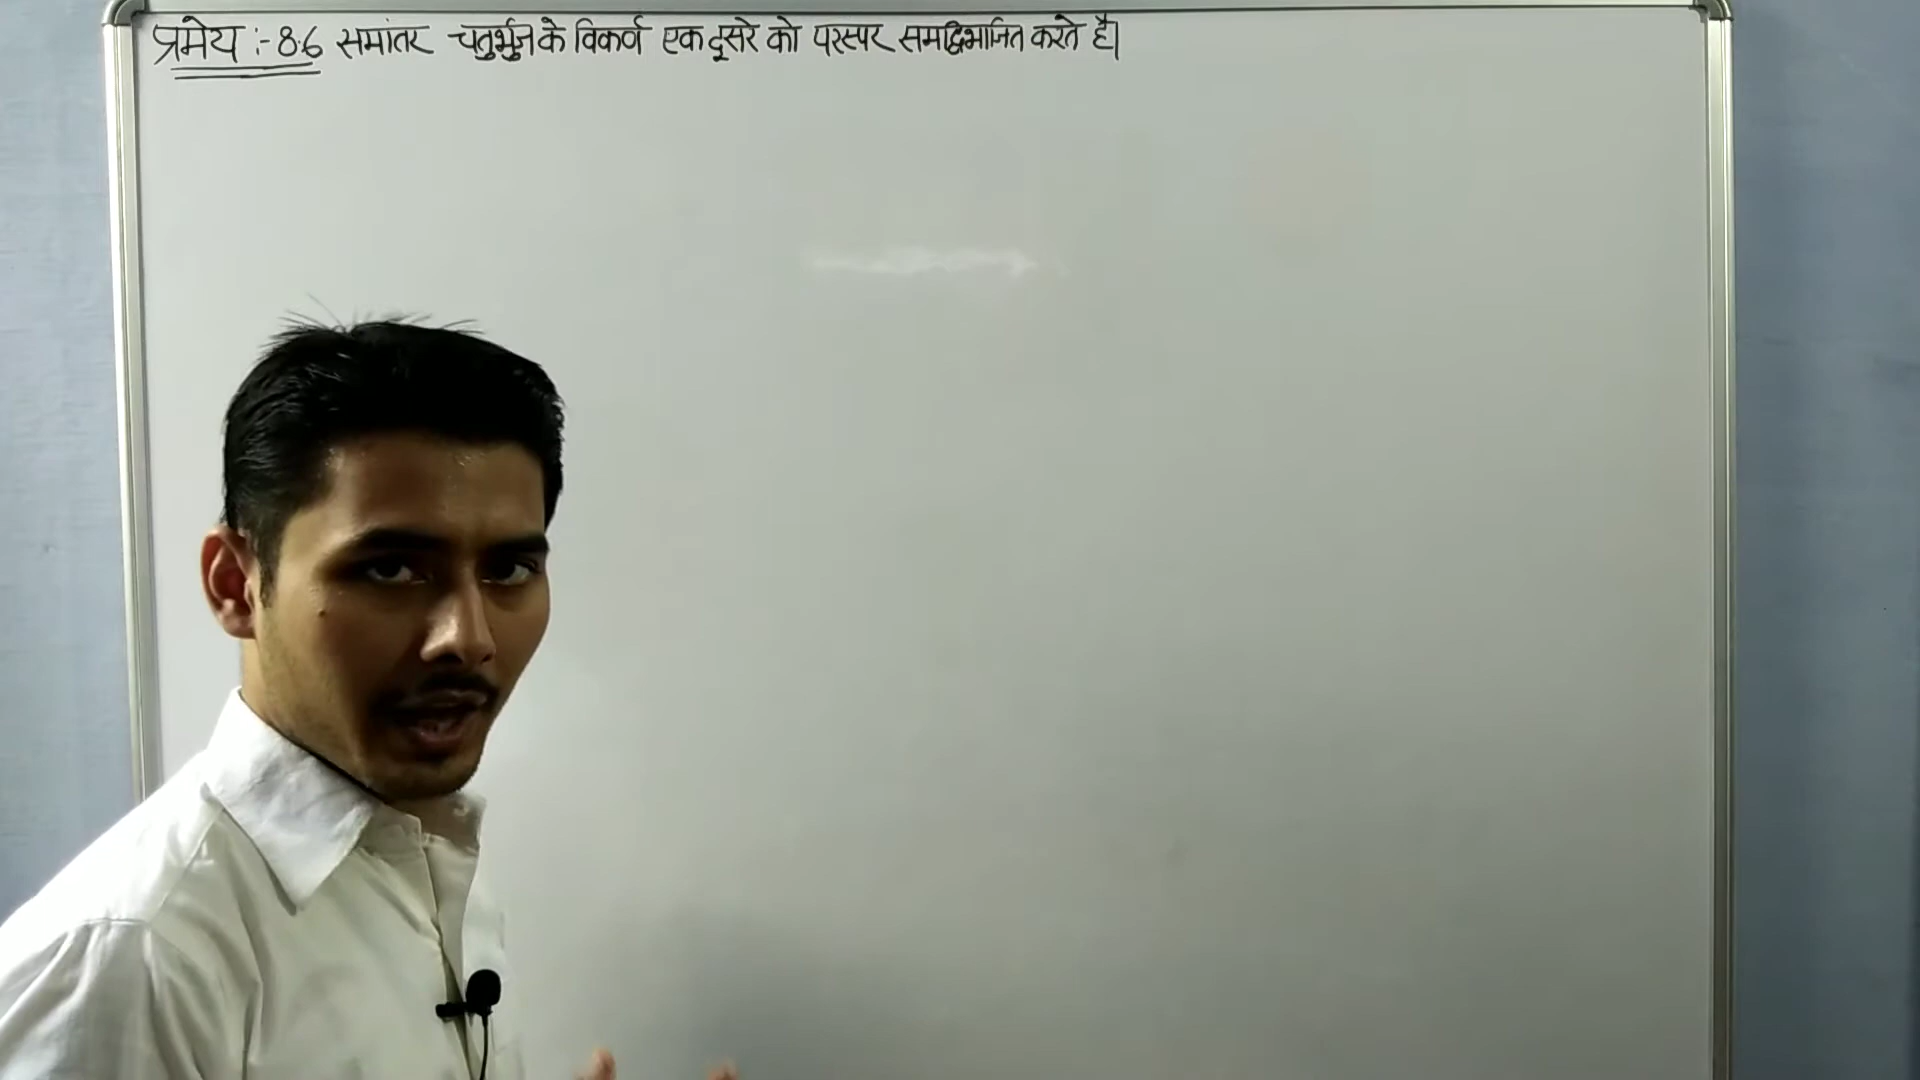 प्रमेय :- 8.6 समांतर चतुर्भुज के विकर्ण एक दूसरे को परस्पर समद्विभाजित करते है।